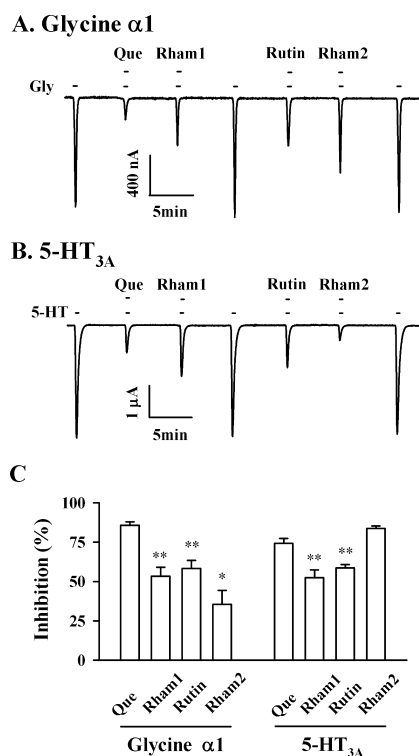 A. Glycine α1
Que Rham1 Rutin Rham2
Gly
400 nA
5min
B. 5-HT3A
Que Rham1 Rutin Rham2
5-HT
1 μA
5min
C
Inhibition (%)
100
75
50
25
0
** ** * ** **
Que Rham1 Rutin Rham2 Que Rham1 Rutin Rham2
Glycine α1 5-HT3A